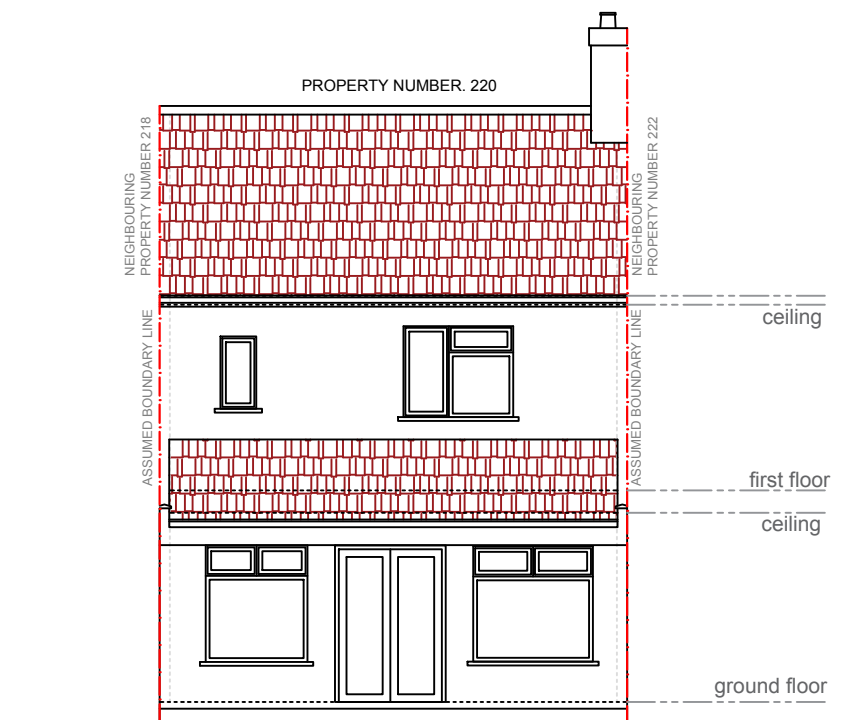 PROPERTY NUMBER. 220
NEIGHBOURING
PROPERTY NUMBER 218
NEIGHBOURING
PROPERTY NUMBER 222
ASSUMED BOUNDARY LINE
ASSUMED BOUNDARY LINE
ceiling
first floor
ceiling
ground floor